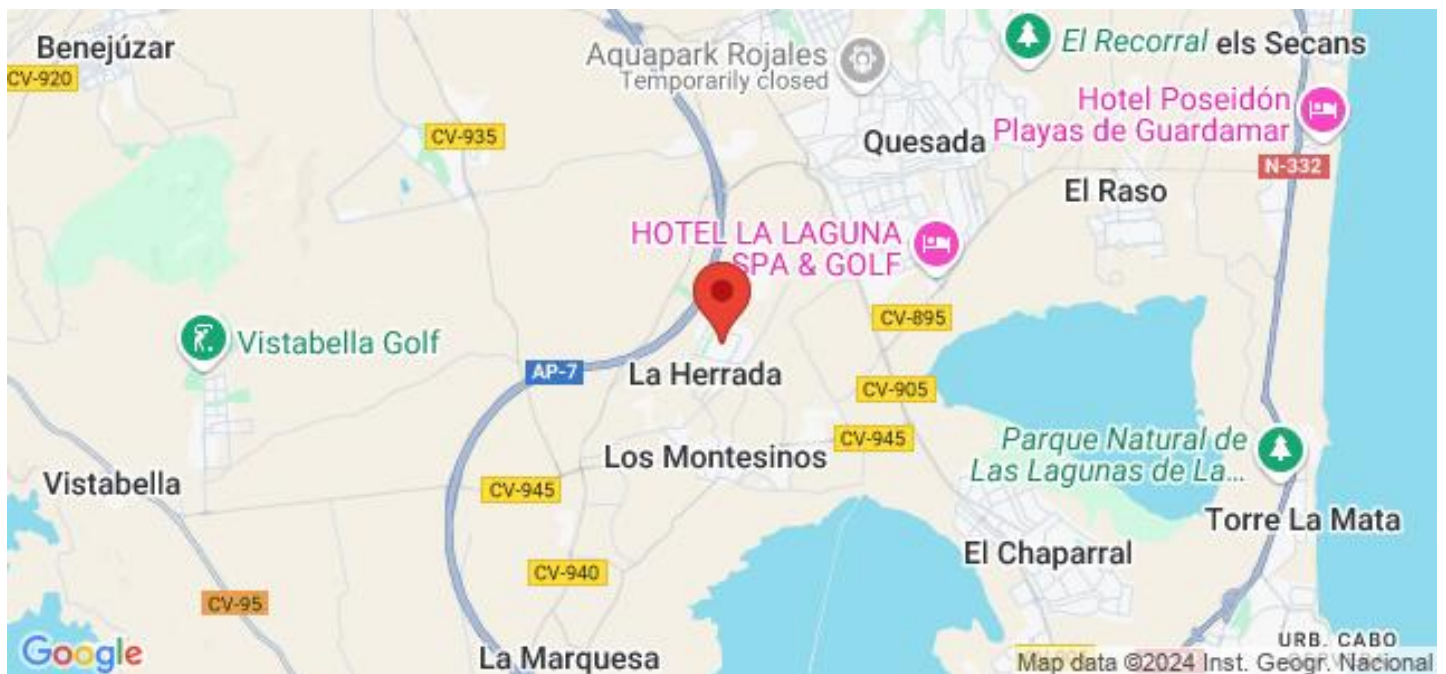 Benejúzar
CV-920
Aquapark Rojales
Temporarily closed
El Recorral
els Secans
CV-935
Hotel Poseidón
Playas de Guardamar
Quesada
N-332
El Raso
HOTEL LA LAGUNA
SPA & GOLF
CV-895
Vistabella Golf
AP-7
La Herrada
CV-905
CV-945
Parque Natural de
Las Lagunas de La...
Los Montesinos
Vistabella
CV-945
Torre La Mata
El Chaparral
CV-940
CV-95
URB. CABO
La Marquesa
Google
Map data ©2024 Inst. Geogr. Nacional